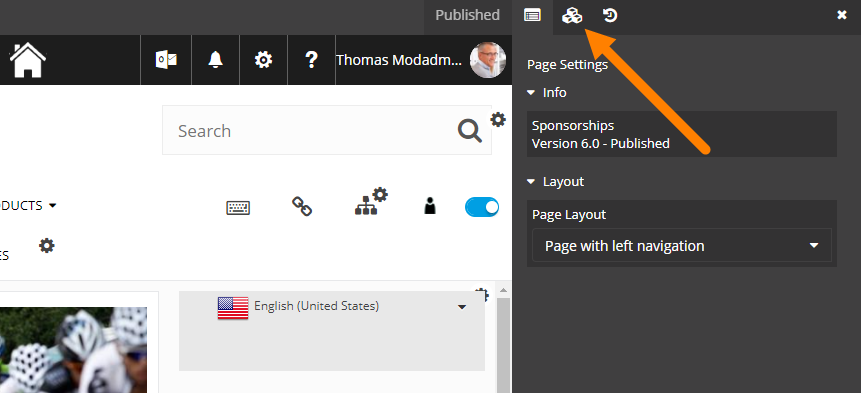 Published
Thomas Modadm...
Page Settings
Info
Sponsorships
Version 6.0 - Published
Layout
Page Layout
Page with left navigation
Search
ODUCTS
ES
English (United States)